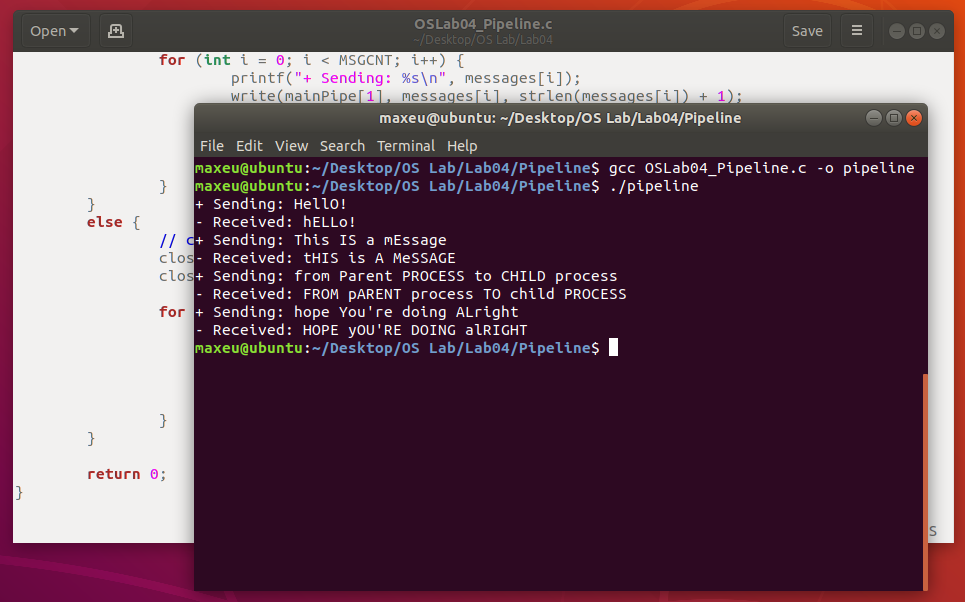 Open
OSLab04_Pipeline.c
~/Desktop/OS Lab/Lab04
Save
for (int i = 0; i < MSGCNT; i++) {
printf("+ Sending: %s\n", messages[i]);
write(mainPipe[1], messages[i], strlen(messages[i]) + 1);
}
}
else {
// c
clos
clos
for
}
}
return 0;
}
S
maxeu@ubuntu: ~/Desktop/OS Lab/Lab04/Pipeline
File Edit View Search Terminal Help
maxeu@ubuntu:~/Desktop/OS Lab/Lab04/Pipeline$ gcc OSLab04_Pipeline.c -o pipeline
maxeu@ubuntu:~/Desktop/OS Lab/Lab04/Pipeline$ ./pipeline
+ Sending: HellO!
- Received: hELLo!
+ Sending: This IS a mEssage
- Received: tHIS is A MeSSAGE
+ Sending: from Parent PROCESS to CHILD process
- Received: FROM pARENT process TO child PROCESS
+ Sending: hope You're doing ALright
- Received: HOPE yOU'RE DOING alRIGHT
maxeu@ubuntu:~/Desktop/OS Lab/Lab04/Pipeline$